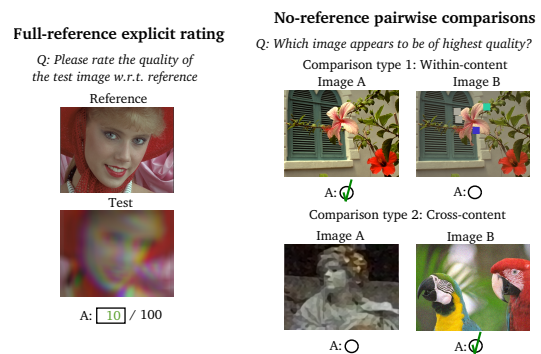 Full-reference explicit rating
Q: Please rate the quality of
the test image w.r.t. reference
Reference
Test
A: 10 / 100
No-reference pairwise comparisons
Q: Which image appears to be of highest quality?
Comparison type 1: Within-content
Image A
Image B
A:
A:
Comparison type 2: Cross-content
Image A
Image B
A:
A: